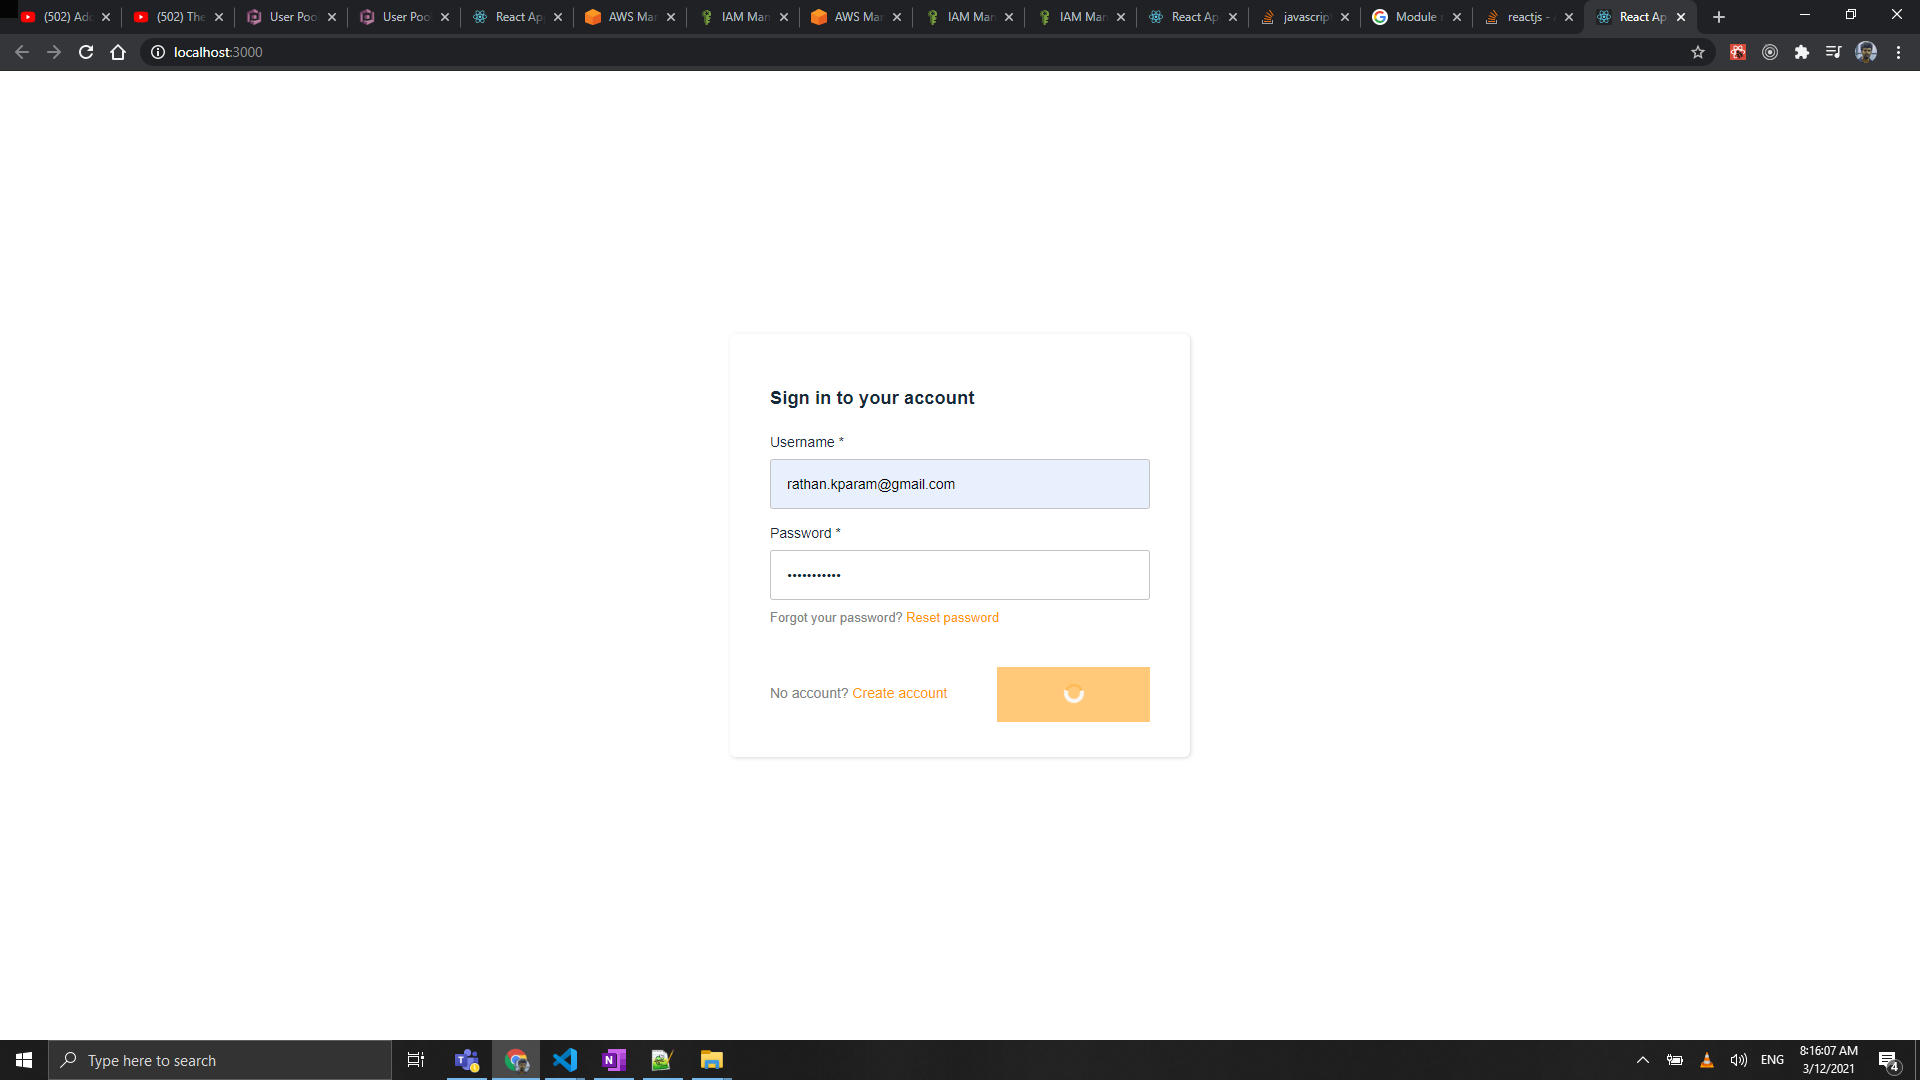 (502) Adc
(502) The
User Poo
User Poo
React Ap
AWS Mar
IAM Man
AWS Mar
IAM Man
IAM Man
React Ap
javascrip
Module
reactjs -
React Ap
localhost:3000
Sign in to your account
Username *
rathan.kparam@gmail.com
Password *
•••••••••••
Forgot your password? Reset password
No account? Create account
Type here to search
ENG
8:16:07 AM
3/12/2021
4